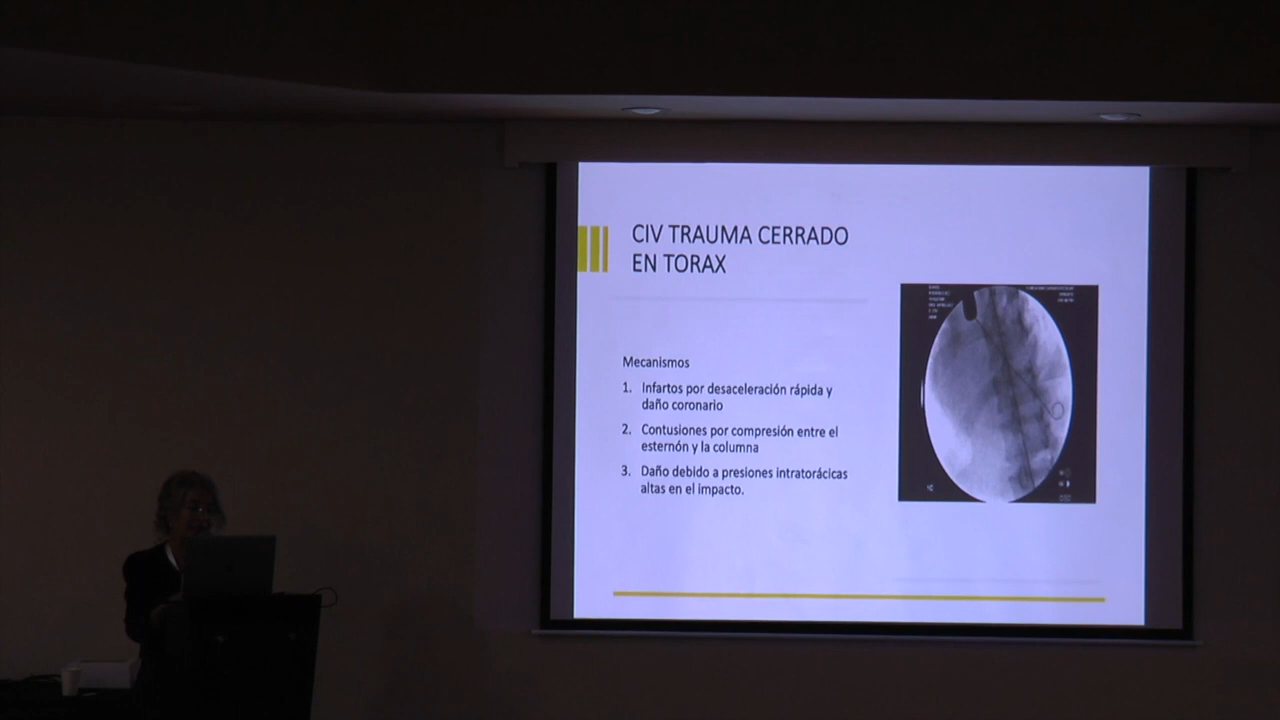 CIV TRAUMA CERRADO
EN TORAX
Mecanismos
1. Infartos por desaceleración rápida y
daño coronario
2. Contusiones por compresión entre el
esternón y la columna
3. Daño debido a presiones intratorácicas
altas en el impacto.